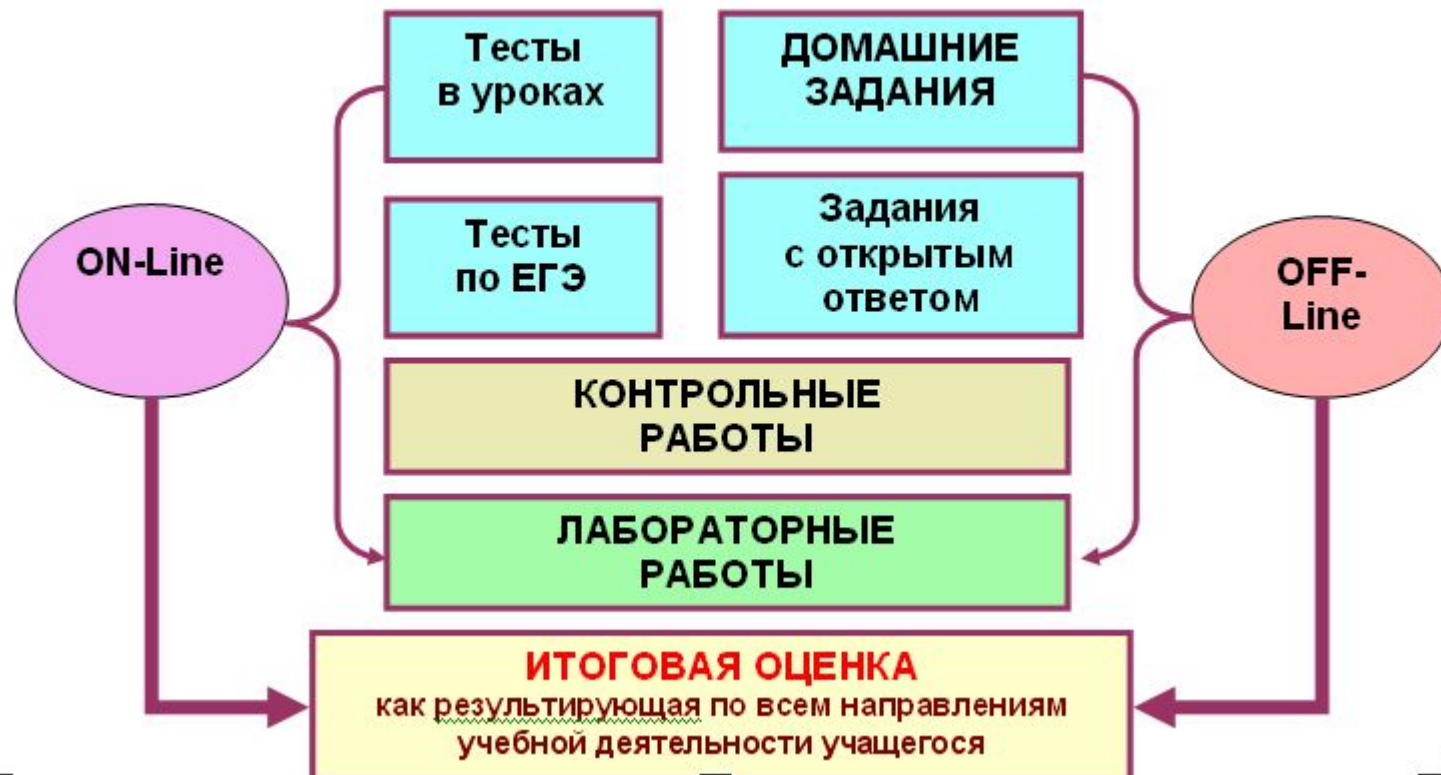 Тесты
в уроках
ДОМАШНИЕ
ЗАДАНИЯ
ON-Line
Тесты
по ЕГЭ
Задания
с открытым
ответом
OFF-
Line
КОНТРОЛЬНЫЕ
РАБОТЫ
ЛАБОРАТОРНЫЕ
РАБОТЫ
ИТОГОВАЯ ОЦЕНКА
как результирующая по всем направлениям
учебной деятельности учащегося